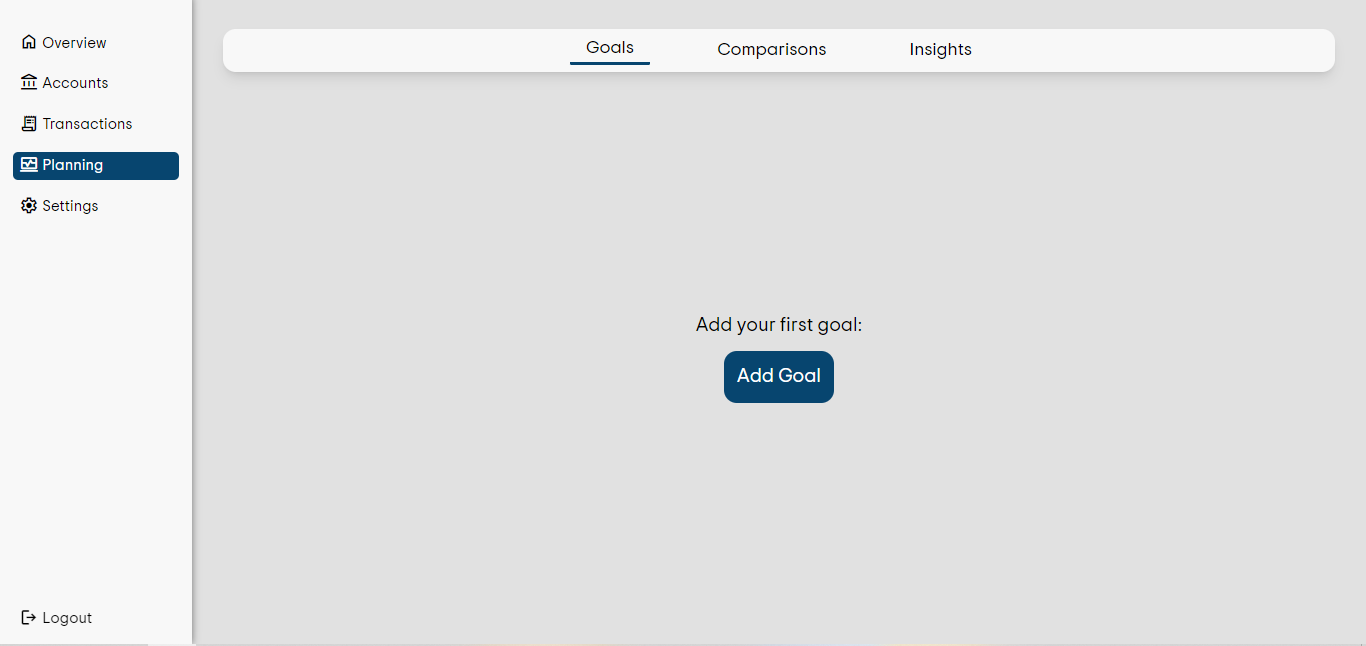 Overview
Accounts
Transactions
Planning
Settings
Logout
Goals
Comparisons
Insights
Add your first goal:
Add Goal